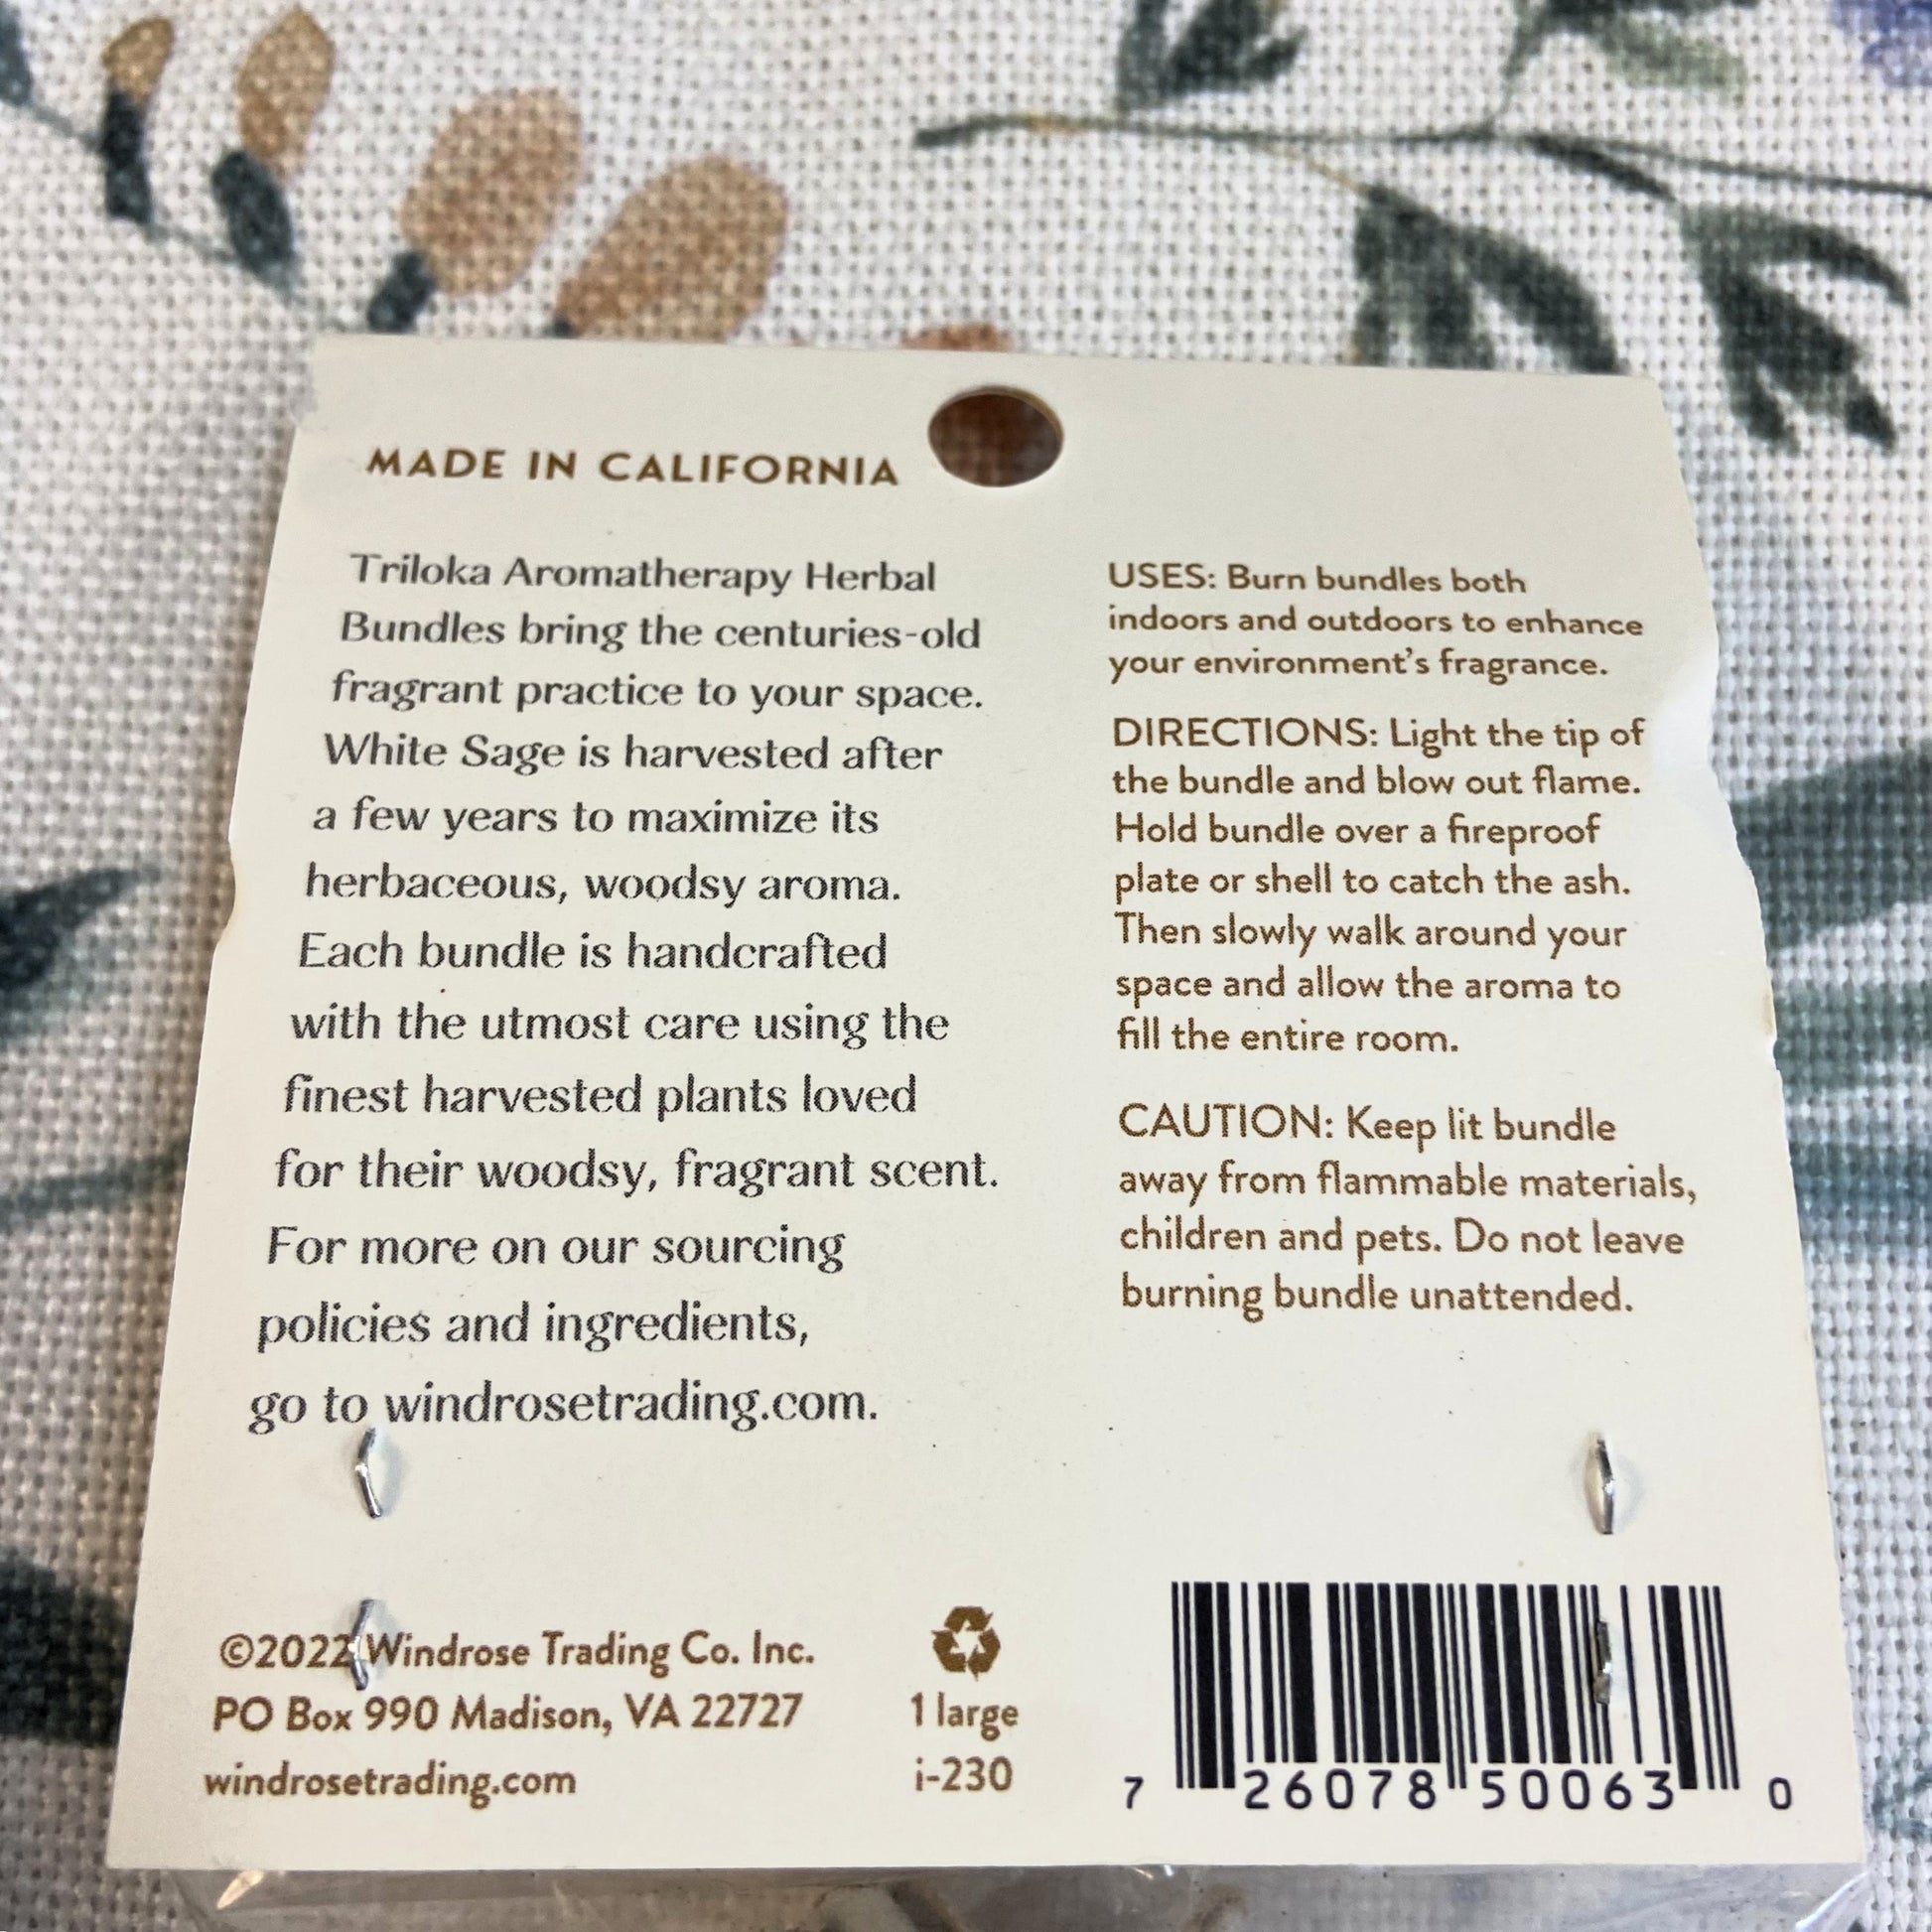 MADE IN CALIFORNIA
Triloka Aromatherapy Herbal
Bundles bring the centuries-old
fragrant practice to your space.
White Sage is harvested after
a few years to maximize its
herbaceous, woodsy aroma.
Each bundle is handcrafted
with the utmost care using the
finest harvested plants loved
for their woodsy, fragrant scent.
For more on our sourcing
policies and ingredients,
go to windrosetrading.com.
USES: Burn bundles both
indoors and outdoors to enhance
your environment's fragrance.
DIRECTIONS: Light the tip of
the bundle and blow out flame.
Hold bundle over a fireproof
plate or shell to catch the ash.
Then slowly walk around your
space and allow the aroma to
fill the entire room.
CAUTION: Keep lit bundle
away from flammable materials,
children and pets. Do not leave
burning bundle unattended.
©2022 Windrose Trading Co. Inc.
PO Box 990 Madison, VA 22727
windrosetrading.com
1 large
i-230
7 26078 50063 0